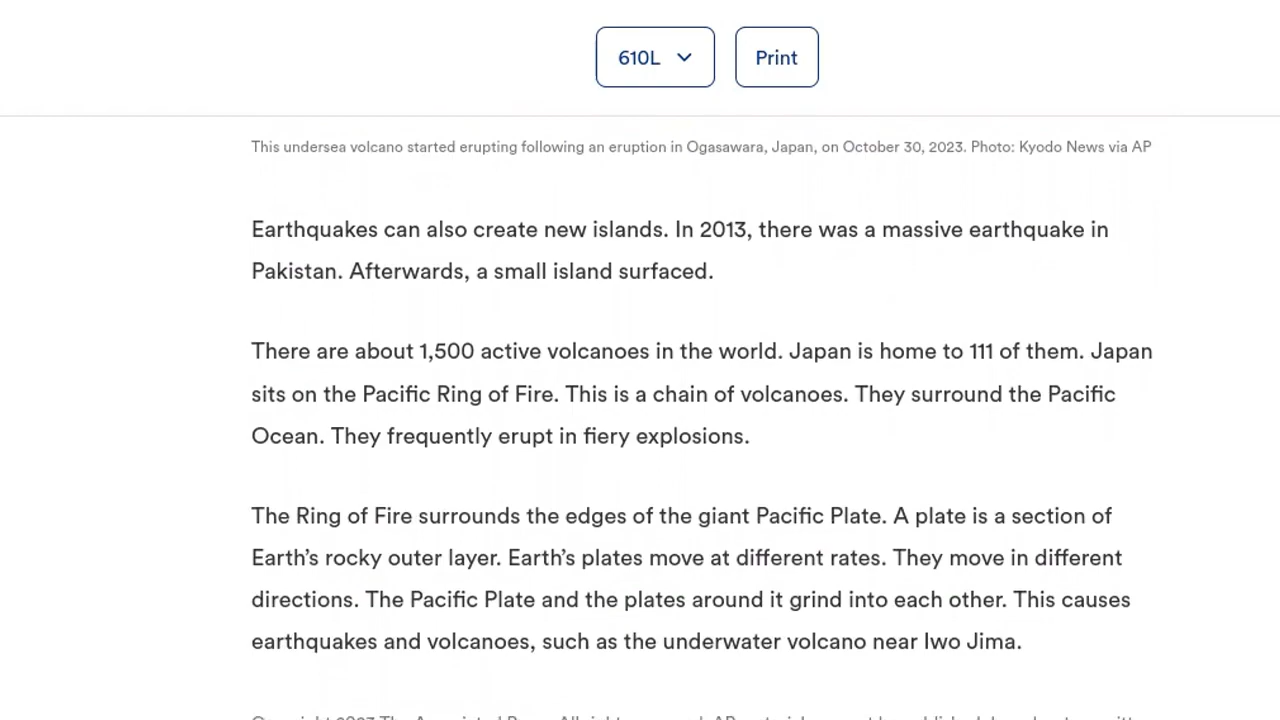 610L
Print
This undersea volcano started erupting following an eruption in Ogasawara, Japan, on October 30, 2023. Photo: Kyodo News via AP
Earthquakes can also create new islands. In 2013, there was a massive earthquake in
Pakistan. Afterwards, a small island surfaced.
There are about 1,500 active volcanoes in the world. Japan is home to 111 of them. Japan
sits on the Pacific Ring of Fire. This is a chain of volcanoes. They surround the Pacific
Ocean. They frequently erupt in fiery explosions.
The Ring of Fire surrounds the edges of the giant Pacific Plate. A plate is a section of
Earth’s rocky outer layer. Earth’s plates move at different rates. They move in different
directions. The Pacific Plate and the plates around it grind into each other. This causes
earthquakes and volcanoes, such as the underwater volcano near Iwo Jima.